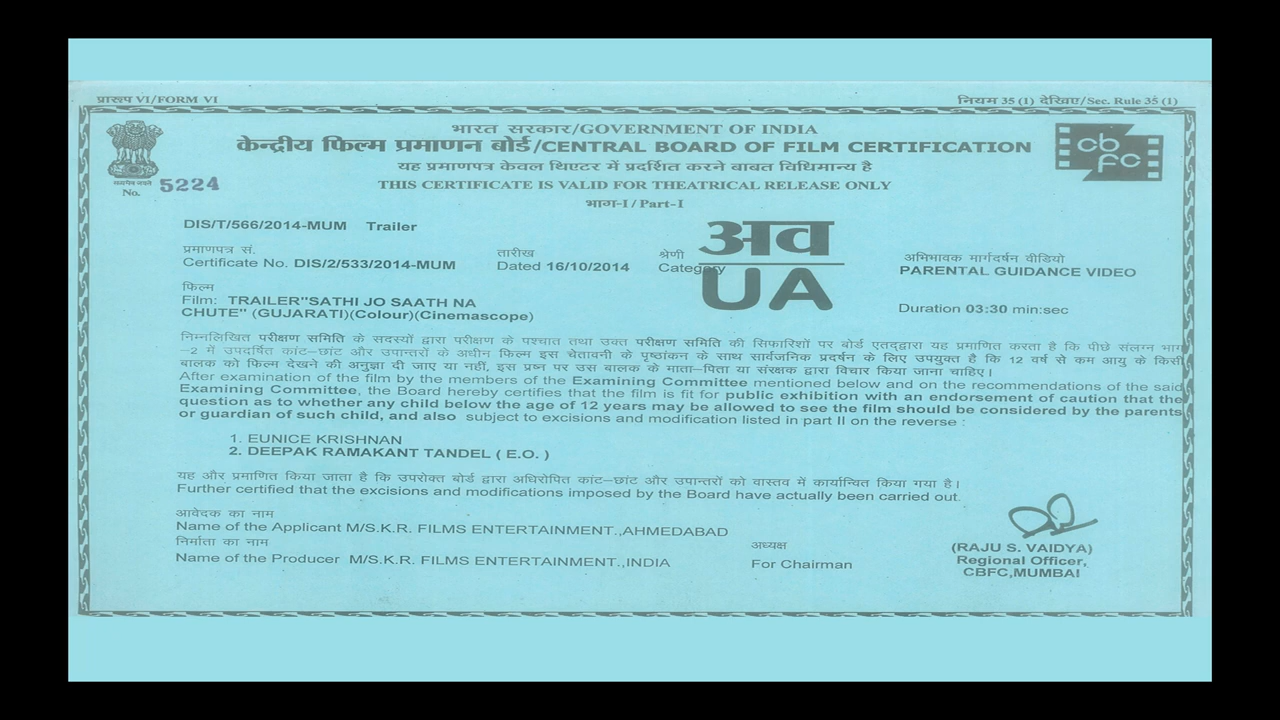 प्रारूप VI/FORM VI
नियम 35 (1) देखिए/Sec. Rule 35 (1)
भारत सरकार/GOVERNMENT OF INDIA
केन्द्रीय फिल्म प्रमाणन बोर्ड/CENTRAL BOARD OF FILM CERTIFICATION
cb
fc
यह प्रमाणपत्र केवल थिएटर में प्रदर्शित करने बाबत विधिमान्य है
सत्यमेव जयते
No. 5224
THIS CERTIFICATE IS VALID FOR THEATRICAL RELEASE ONLY
भाग-I/Part-I
DIS/T/566/2014-MUM Trailer
अव
UA
प्रमाणपत्र सं.
Certificate No. DIS/2/533/2014-MUM
तारीख
Dated 16/10/2014
श्रेणी
Category
अभिभावक मार्गदर्षन वीडियो
PARENTAL GUIDANCE VIDEO
फिल्म
Film: TRAILER"SATHI JO SAATH NA
CHUTE" (GUJARATI)(Colour)(Cinemascope)
Duration 03:30 min:sec
निम्नलिखित परीक्षण समिति के सदस्यों द्वारा परीक्षण के पश्चात तथा उक्त परीक्षण समिति की सिफारिशों पर बोर्ड एतद्द्वारा यह प्रमाणित करता है कि पीछे संलग्न भाग
-2 में उपदर्षित कांट-छांट और उपान्तरों के अधीन फिल्म इस चेतावनी के पृष्ठांकन के साथ सार्वजनिक प्रदर्षन के लिए उपयुक्त है कि 12 वर्ष से कम आयु के किसी
बालक को फिल्म देखने की अनुज्ञा दी जाए या नहीं, इस प्रश्न पर उस बालक के माता-पिता या संरक्षक द्वारा विचार किया जाना चाहिए।
After examination of the film by the members of the Examining Committee mentioned below and on the recommendations of the said
Examining Committee, the Board hereby certifies that the film is fit for public exhibition with an endorsement of caution that the
question as to whether any child below the age of 12 years may be allowed to see the film should be considered by the parents
or guardian of such child, and also subject to excisions and modification listed in part II on the reverse :
1. EUNICE KRISHNAN
2. DEEPAK RAMAKANT TANDEL ( E.O. )
यह और प्रमाणित किया जाता है कि उपरोक्त बोर्ड द्वारा अधिरोपित कांट-छांट और उपान्तरों को वास्तव में कार्यान्वित किया गया है।
Further certified that the excisions and modifications imposed by the Board have actually been carried out.
आवेदक का नाम
Name of the Applicant M/S.K.R. FILMS ENTERTAINMENT.,AHMEDABAD
निर्माता का नाम
Name of the Producer M/S.K.R. FILMS ENTERTAINMENT.,INDIA
अध्यक्ष
For Chairman
(RAJU S. VAIDYA)
Regional Officer,
CBFC,MUMBAI